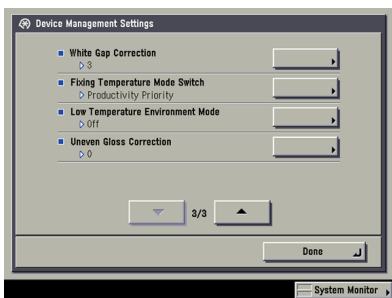 Device Management Settings
White Gap Correction
3
Fixing Temperature Mode Switch
Productivity Priority
Low Temperature Environment Mode
Off
Uneven Gloss Correction
0
3/3
Done
System Monitor